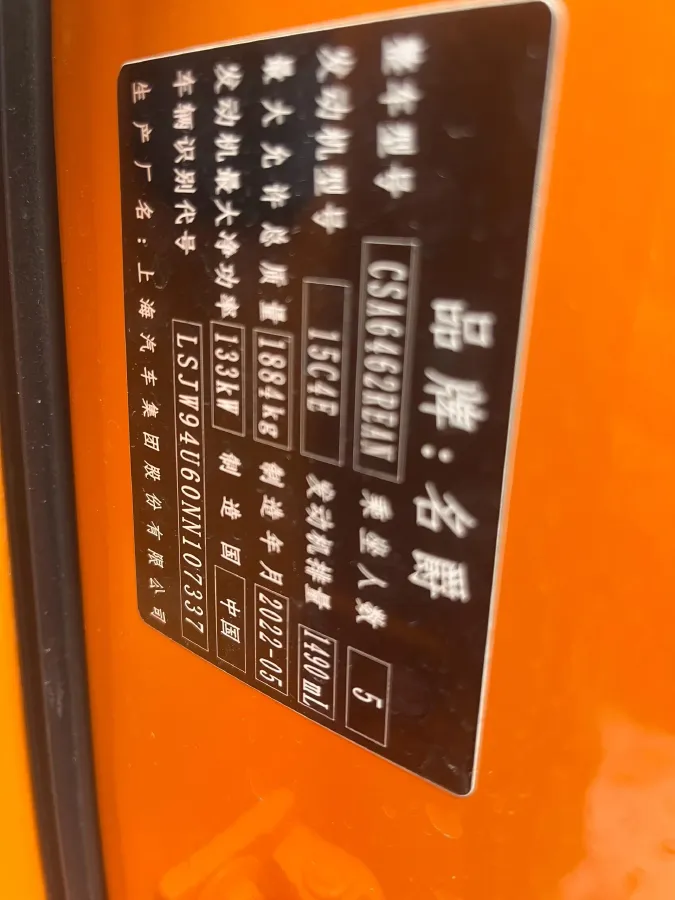 品牌:名爵
整车型号 CSA6462REAN 乘坐人数 5
发动机型号 15C4E 发动机排量 1490mL
最大允许总质量 1884kg 制造年月 2022-05
发动机最大净功率 133kW 制造国 中国
车辆识别代号 LSJW94U60NN107337
生产厂名:上海汽车集团股份有限公司